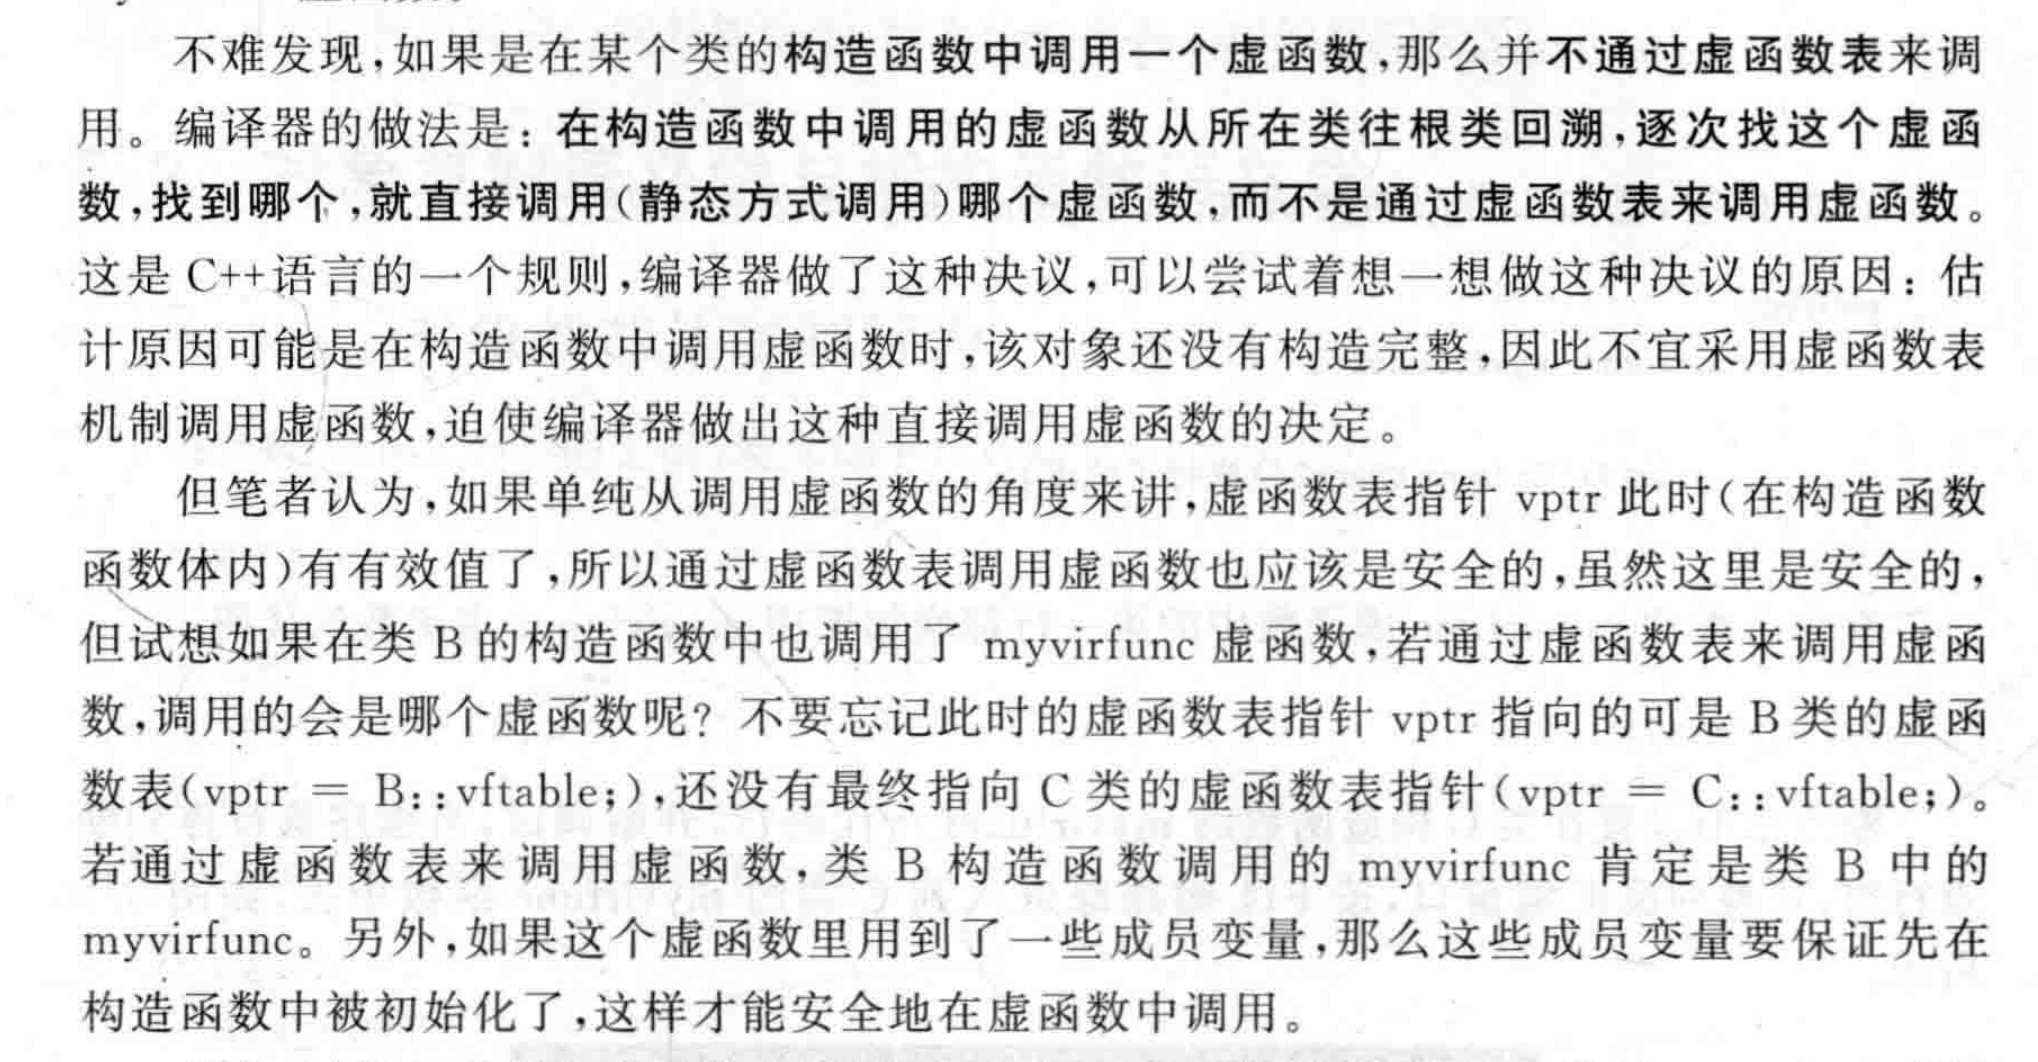 不难发现,如果是在某个类的构造函数中调用一个虚函数,那么并不通过虚函数表来调
用。编译器的做法是：在构造函数中调用的虚函数从所在类往根类回溯,逐次找这个虚函
数,找到哪个,就直接调用(静态方式调用)哪个虚函数,而不是通过虚函数表来调用虚函数。
这是 C++语言的一个规则,编译器做了这种决议,可以尝试着想一想做这种决议的原因：估
计原因可能是在构造函数中调用虚函数时,该对象还没有构造完整,因此不宜采用虚函数表
机制调用虚函数,迫使编译器做出这种直接调用虚函数的决定。
但笔者认为,如果单纯从调用虚函数的角度来讲,虚函数表指针 vptr 此时(在构造函数
函数体内)有有效值了,所以通过虚函数表调用虚函数也应该是安全的,虽然这里是安全的,
但试想如果在类 B 的构造函数中也调用了 myvirfunc 虚函数,若通过虚函数表来调用虚函
数,调用的会是哪个虚函数呢？不要忘记此时的虚函数表指针 vptr 指向的可是 B 类的虚函
数表(vptr = B::vftable;),还没有最终指向 C 类的虚函数表指针(vptr = C::vftable;)。
若通过虚函数表来调用虚函数,类 B 构造函数调用的 myvirfunc 肯定是类 B 中的
myvirfunc。另外,如果这个虚函数里用到了一些成员变量,那么这些成员变量要保证先在
构造函数中被初始化了,这样才能安全地在虚函数中调用。